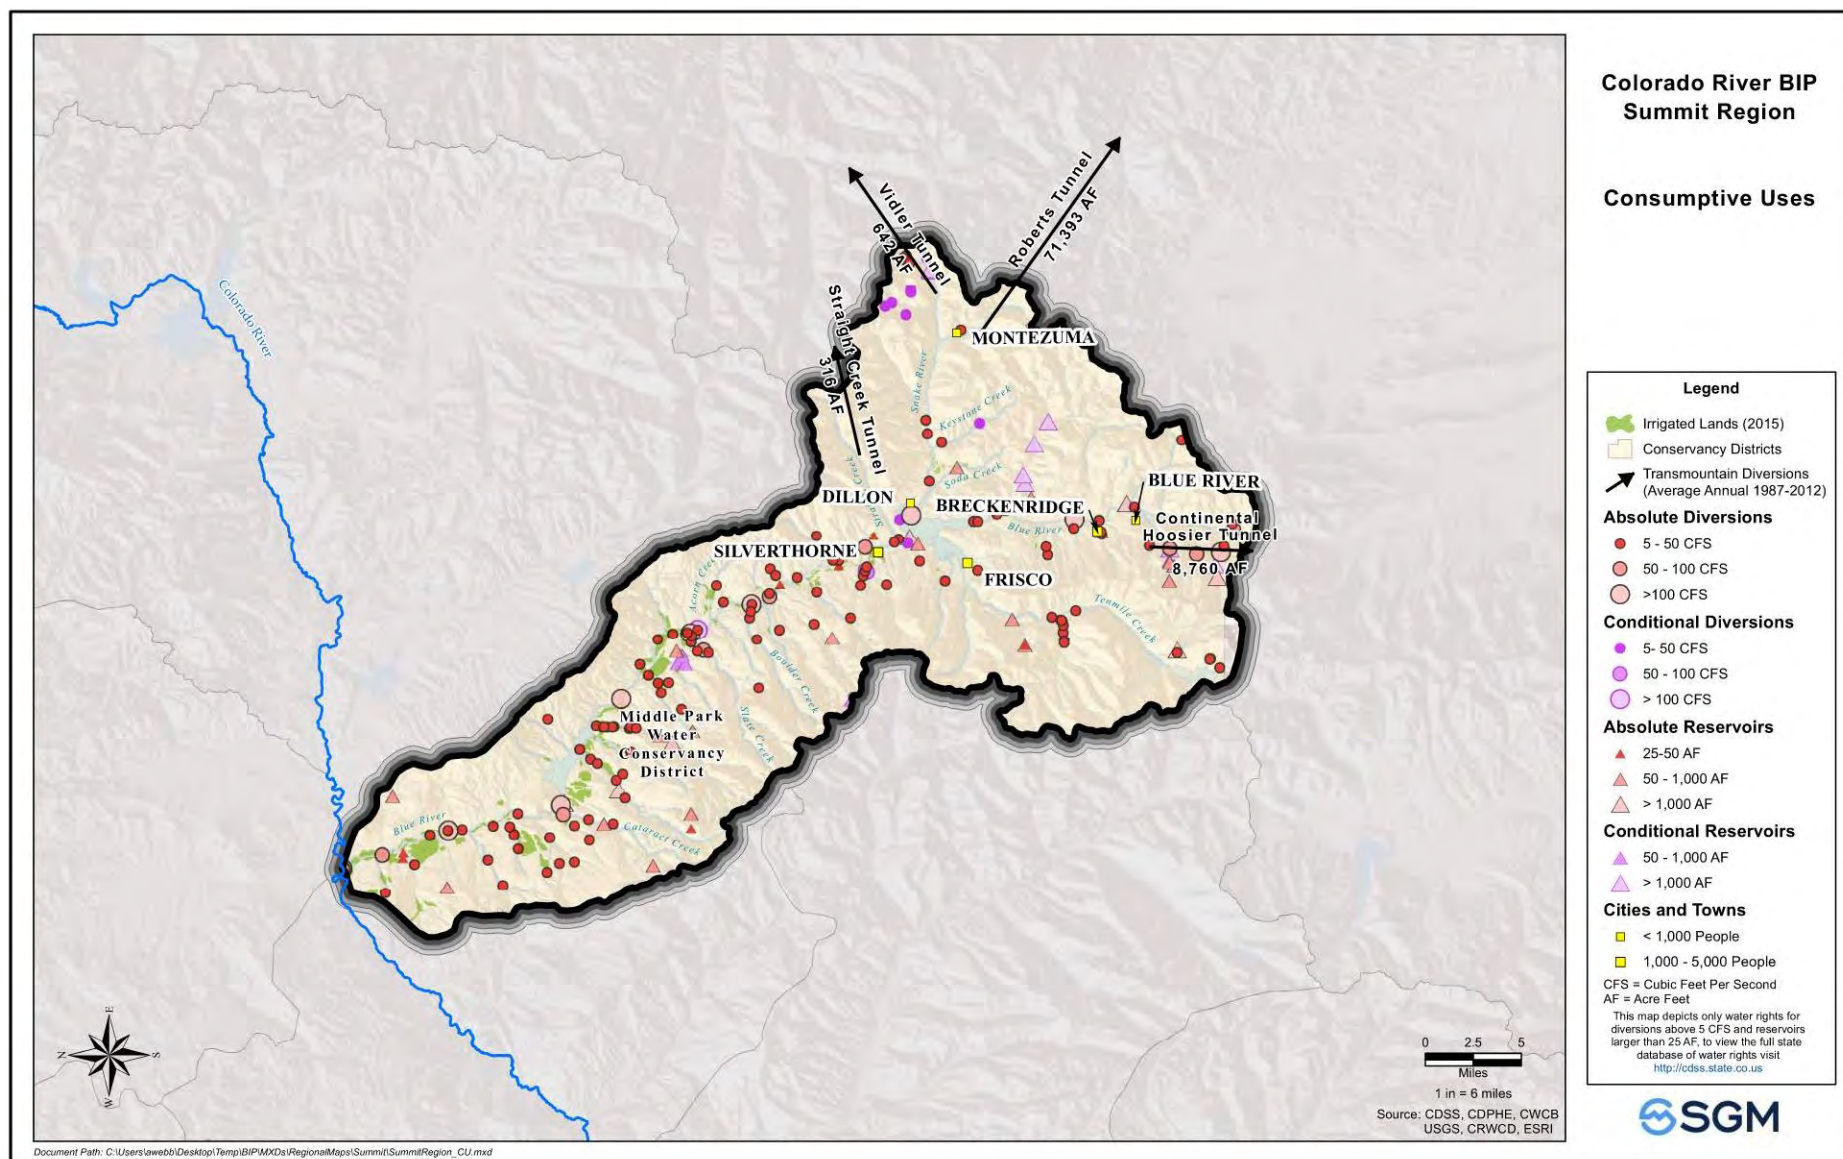 Colorado River BIP
Summit Region
Consumptive Uses
Vidler Tunnel
642 AF
Roberts Tunnel
71,393 AF
Straight Creek Tunnel
316 AF
Colorado River
MONTEZUMA
Snake River
Keystone Creek
Soda Creek
DILLON
BRECKENRIDGE
BLUE RIVER
Blue River
Continental
Hoosier Tunnel
8,760 AF
SILVERTHORNE
FRISCO
Tenmile Creek
Acorn Creek
Boulder Creek
Slate Creek
Middle Park
Water
Conservancy
District
Blue River
Cataract Creek
E
N
S
W
0 2.5 5
Miles
1 in = 6 miles
Source: CDSS, CDPHE, CWCB
USGS, CRWCD, ESRI
Legend
Irrigated Lands (2015)
Conservancy Districts
Transmountain Diversions
(Average Annual 1987-2012)
Absolute Diversions
5 - 50 CFS
50 - 100 CFS
>100 CFS
Conditional Diversions
5- 50 CFS
50 - 100 CFS
> 100 CFS
Absolute Reservoirs
25-50 AF
50 - 1,000 AF
> 1,000 AF
Conditional Reservoirs
50 - 1,000 AF
> 1,000 AF
Cities and Towns
< 1,000 People
1,000 - 5,000 People
CFS = Cubic Feet Per Second
AF = Acre Feet
This map depicts only water rights for
diversions above 5 CFS and reservoirs
larger than 25 AF, to view the full state
database of water rights visit
http://cdss.state.co.us
SGM
Document Path: C:\Users\awebb\Desktop\Temp\BIP\MXDs\RegionalMaps\Summit\SummitRegion_CU.mxd